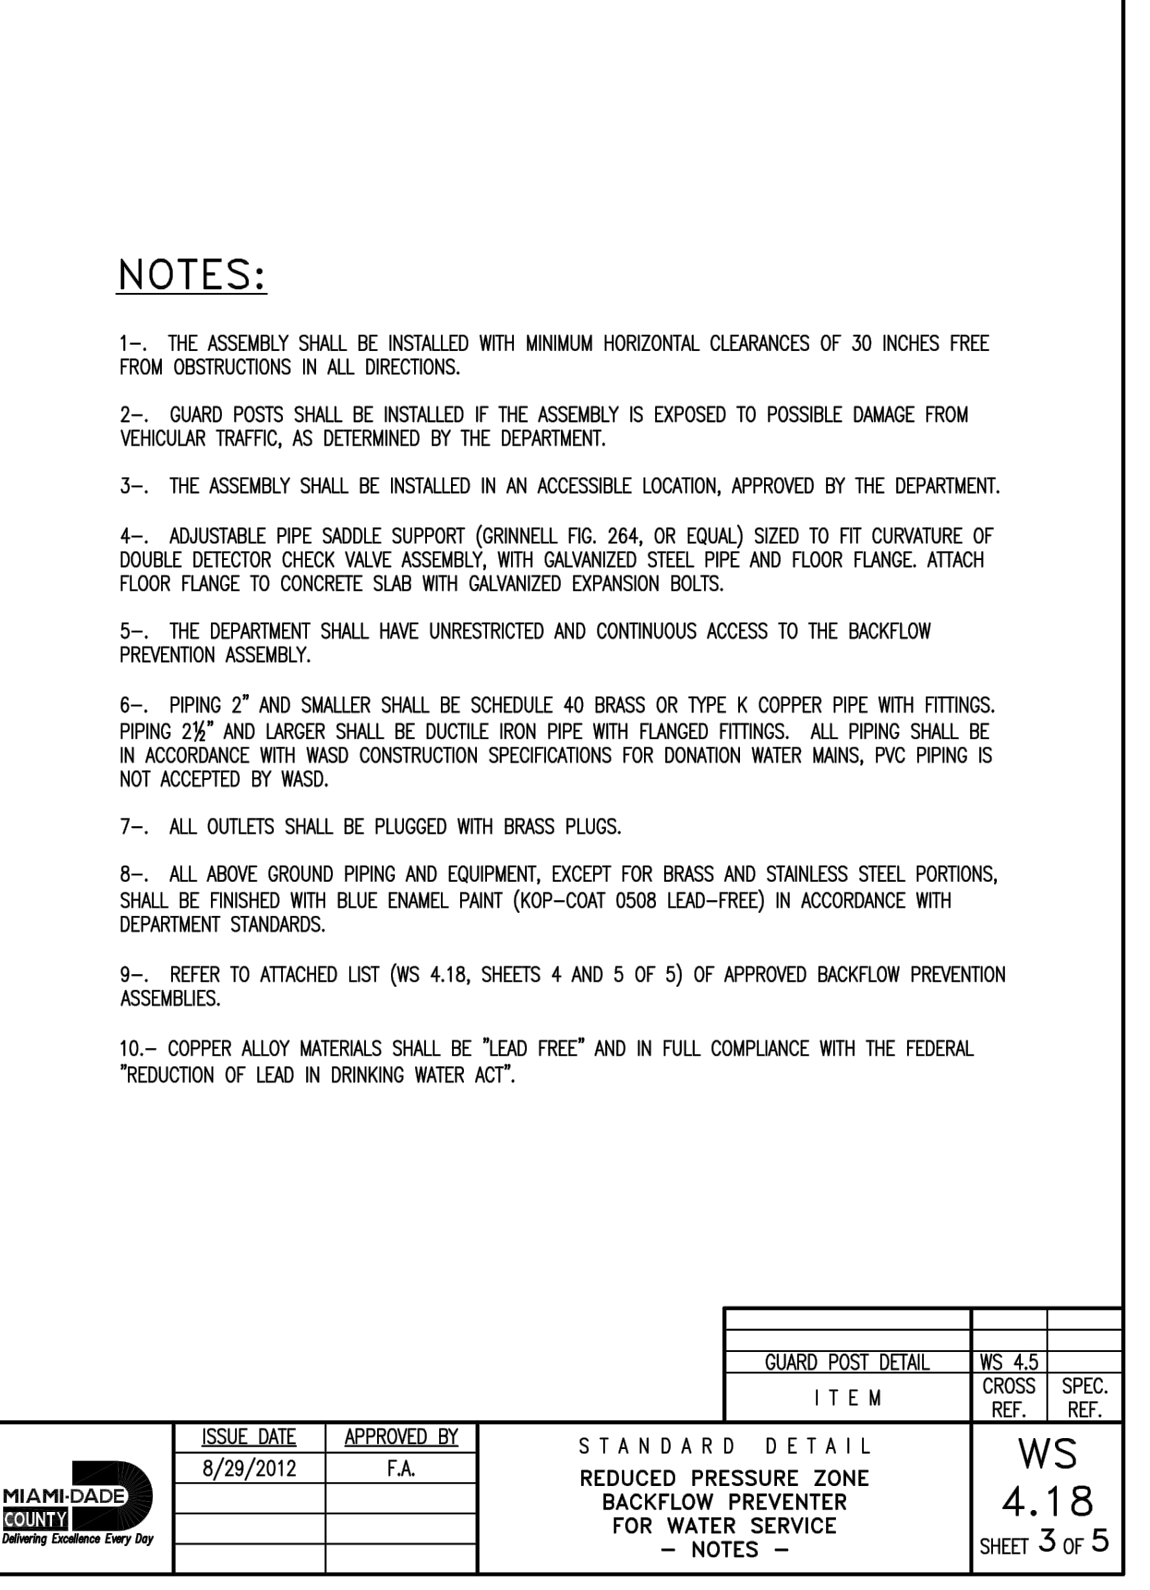 NOTES:
1-. THE ASSEMBLY SHALL BE INSTALLED WITH MINIMUM HORIZONTAL CLEARANCES OF 30 INCHES FREE
FROM OBSTRUCTIONS IN ALL DIRECTIONS.
2-. GUARD POSTS SHALL BE INSTALLED IF THE ASSEMBLY IS EXPOSED TO POSSIBLE DAMAGE FROM
VEHICULAR TRAFFIC, AS DETERMINED BY THE DEPARTMENT.
3-. THE ASSEMBLY SHALL BE INSTALLED IN AN ACCESSIBLE LOCATION, APPROVED BY THE DEPARTMENT.
4-. ADJUSTABLE PIPE SADDLE SUPPORT (GRINNELL FIG. 264, OR EQUAL) SIZED TO FIT CURVATURE OF
DOUBLE DETECTOR CHECK VALVE ASSEMBLY, WITH GALVANIZED STEEL PIPE AND FLOOR FLANGE. ATTACH
FLOOR FLANGE TO CONCRETE SLAB WITH GALVANIZED EXPANSION BOLTS.
5-. THE DEPARTMENT SHALL HAVE UNRESTRICTED AND CONTINUOUS ACCESS TO THE BACKFLOW
PREVENTION ASSEMBLY.
6-. PIPING 2" AND SMALLER SHALL BE SCHEDULE 40 BRASS OR TYPE K COPPER PIPE WITH FITTINGS.
PIPING 2½" AND LARGER SHALL BE DUCTILE IRON PIPE WITH FLANGED FITTINGS. ALL PIPING SHALL BE
IN ACCORDANCE WITH WASD CONSTRUCTION SPECIFICATIONS FOR DONATION WATER MAINS, PVC PIPING IS
NOT ACCEPTED BY WASD.
7-. ALL OUTLETS SHALL BE PLUGGED WITH BRASS PLUGS.
8-. ALL ABOVE GROUND PIPING AND EQUIPMENT, EXCEPT FOR BRASS AND STAINLESS STEEL PORTIONS,
SHALL BE FINISHED WITH BLUE ENAMEL PAINT (KOP-COAT 0508 LEAD-FREE) IN ACCORDANCE WITH
DEPARTMENT STANDARDS.
9-. REFER TO ATTACHED LIST (WS 4.18, SHEETS 4 AND 5 OF 5) OF APPROVED BACKFLOW PREVENTION
ASSEMBLIES.
10.- COPPER ALLOY MATERIALS SHALL BE "LEAD FREE" AND IN FULL COMPLIANCE WITH THE FEDERAL
"REDUCTION OF LEAD IN DRINKING WATER ACT".
GUARD POST DETAIL WS 4.5
ITEM CROSS REF. SPEC. REF.
MIAMI-DADE
COUNTY
Delivering Excellence Every Day
ISSUE DATE APPROVED BY
8/29/2012 F.A.
STANDARD DETAIL
REDUCED PRESSURE ZONE
BACKFLOW PREVENTER
FOR WATER SERVICE
- NOTES -
WS
4.18
SHEET 3 OF 5